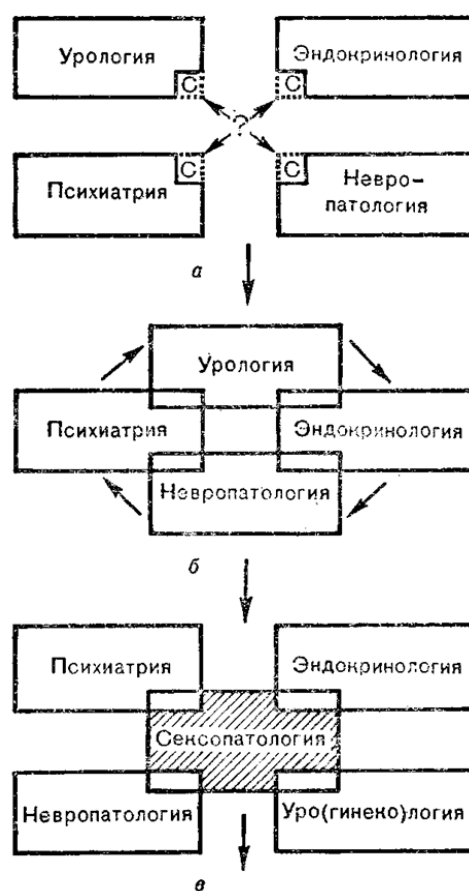 Урология
Эндокринология
С
С
?
С
С
Психиатрия
Невро-
патология
а
Урология
Психиатрия
Эндокринология
Невропатология
б
Психиатрия
Эндокринология
Сексопатология
Невропатология
Уро(гинеко)логия
в